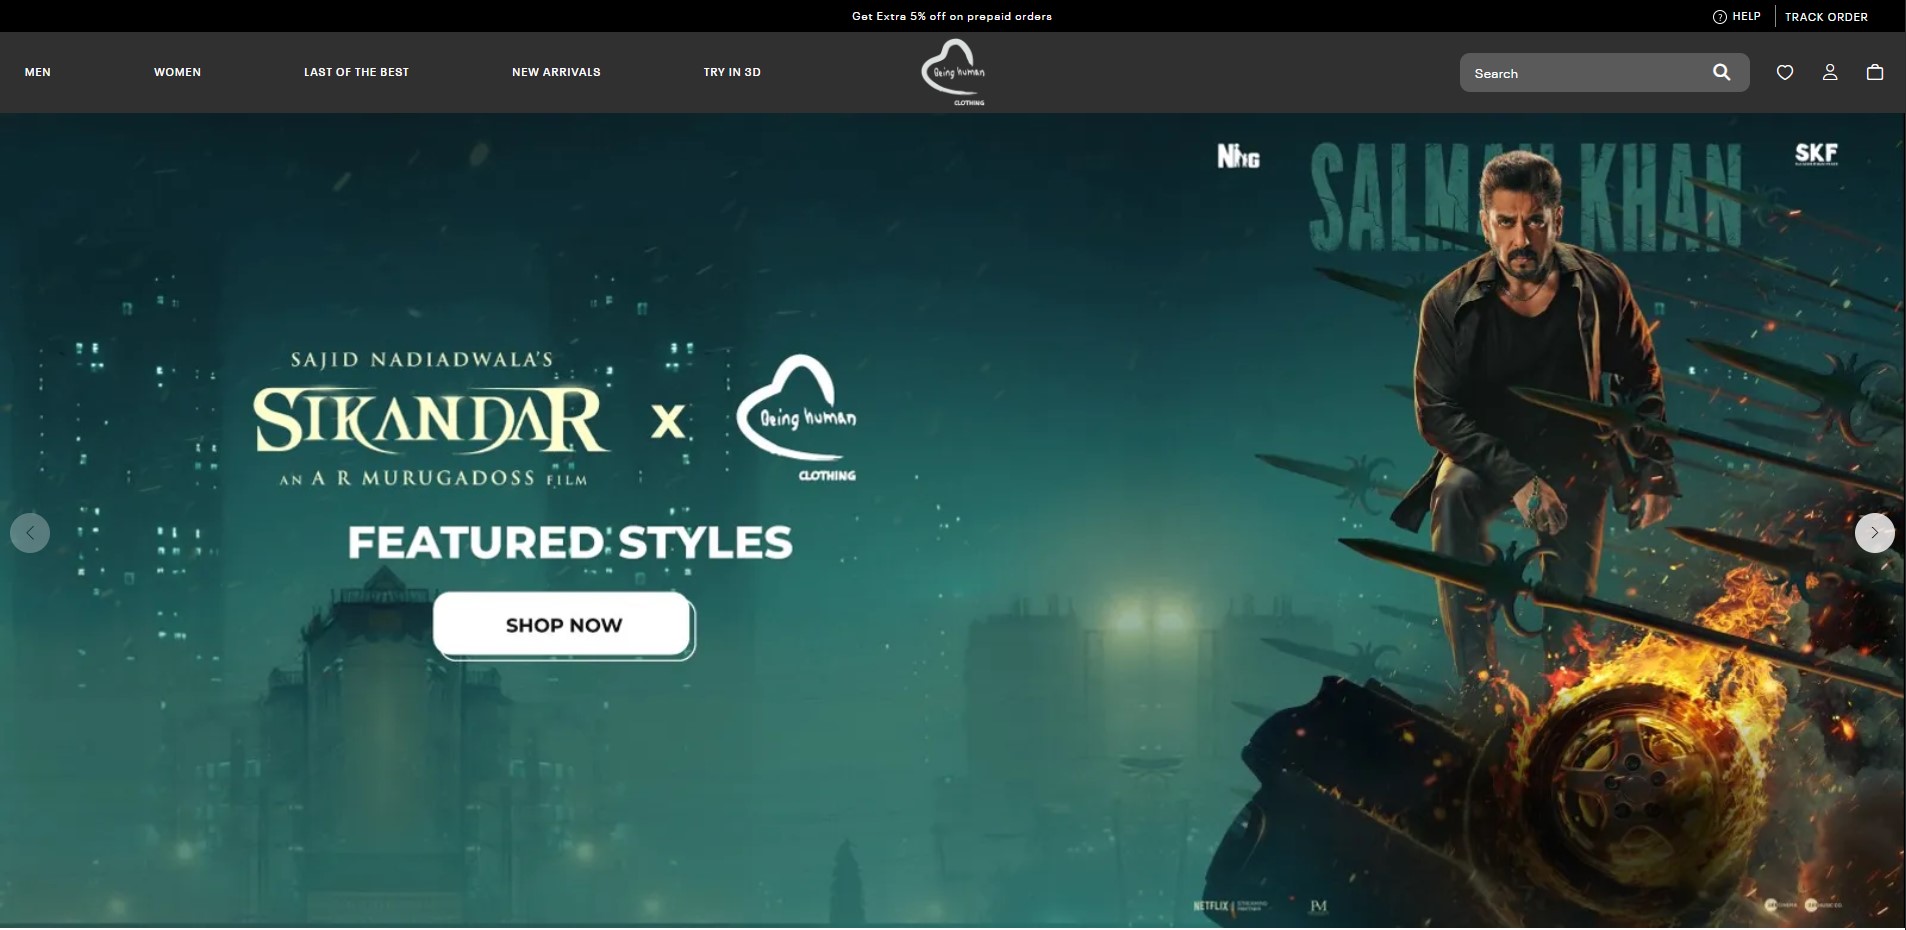 Get Extra 5% off on prepaid orders
HELP
TRACK ORDER
MEN
WOMEN
LAST OF THE BEST
NEW ARRIVALS
TRY IN 3D
Being human
CLOTHING
Search
SALMAN KHAN
SKF
SAJID NADIADWALA'S
SIKANDAR X
AN A R MURUGADOSS FILM
Being human
CLOTHING
FEATURED STYLES
SHOP NOW
NETFLIX